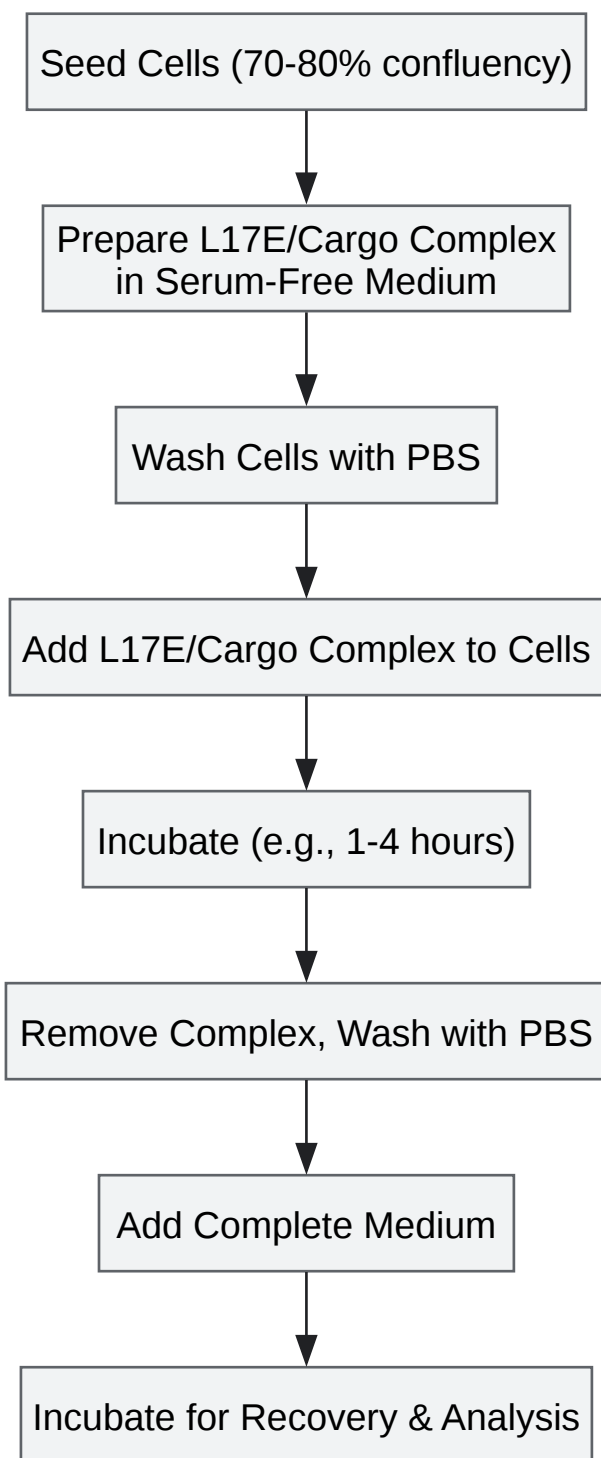 Seed Cells (70-80% confluency)
Prepare L17E/Cargo Complex
in Serum-Free Medium
Wash Cells with PBS
Add L17E/Cargo Complex to Cells
Incubate (e.g., 1-4 hours)
Remove Complex, Wash with PBS
Add Complete Medium
Incubate for Recovery & Analysis